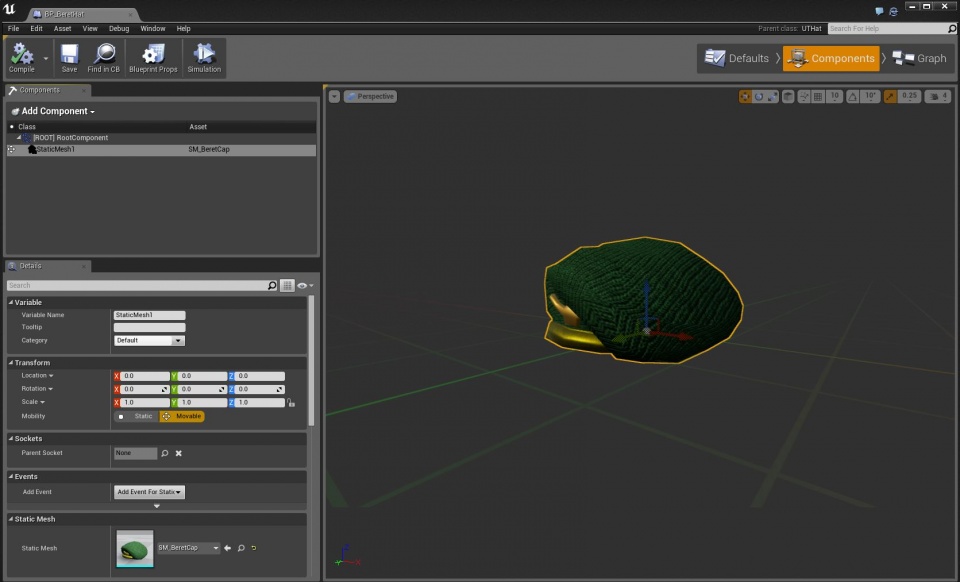 BP_BeretHat
File Edit Asset View Debug Window Help
Parent class: UTHat Search For Help
Compile Save Find in CB Blueprint Props Simulation
Defaults Components Graph
Components
Perspective
10 10° 0.25 4
Add Component
Class Asset
[ROOT] RootComponent
StaticMesh1 SM_BeretCap
Details
Search
Variable
Variable Name StaticMesh1
Tooltip
Category Default
Transform
Location X 0.0 Y 0.0 Z 0.0
Rotation X 0.0 Y 0.0 Z 0.0
Scale X 1.0 Y 1.0 Z 1.0
Mobility Static Movable
Sockets
Parent Socket None
Events
Add Event Add Event For Static
Static Mesh
Static Mesh SM_BeretCap